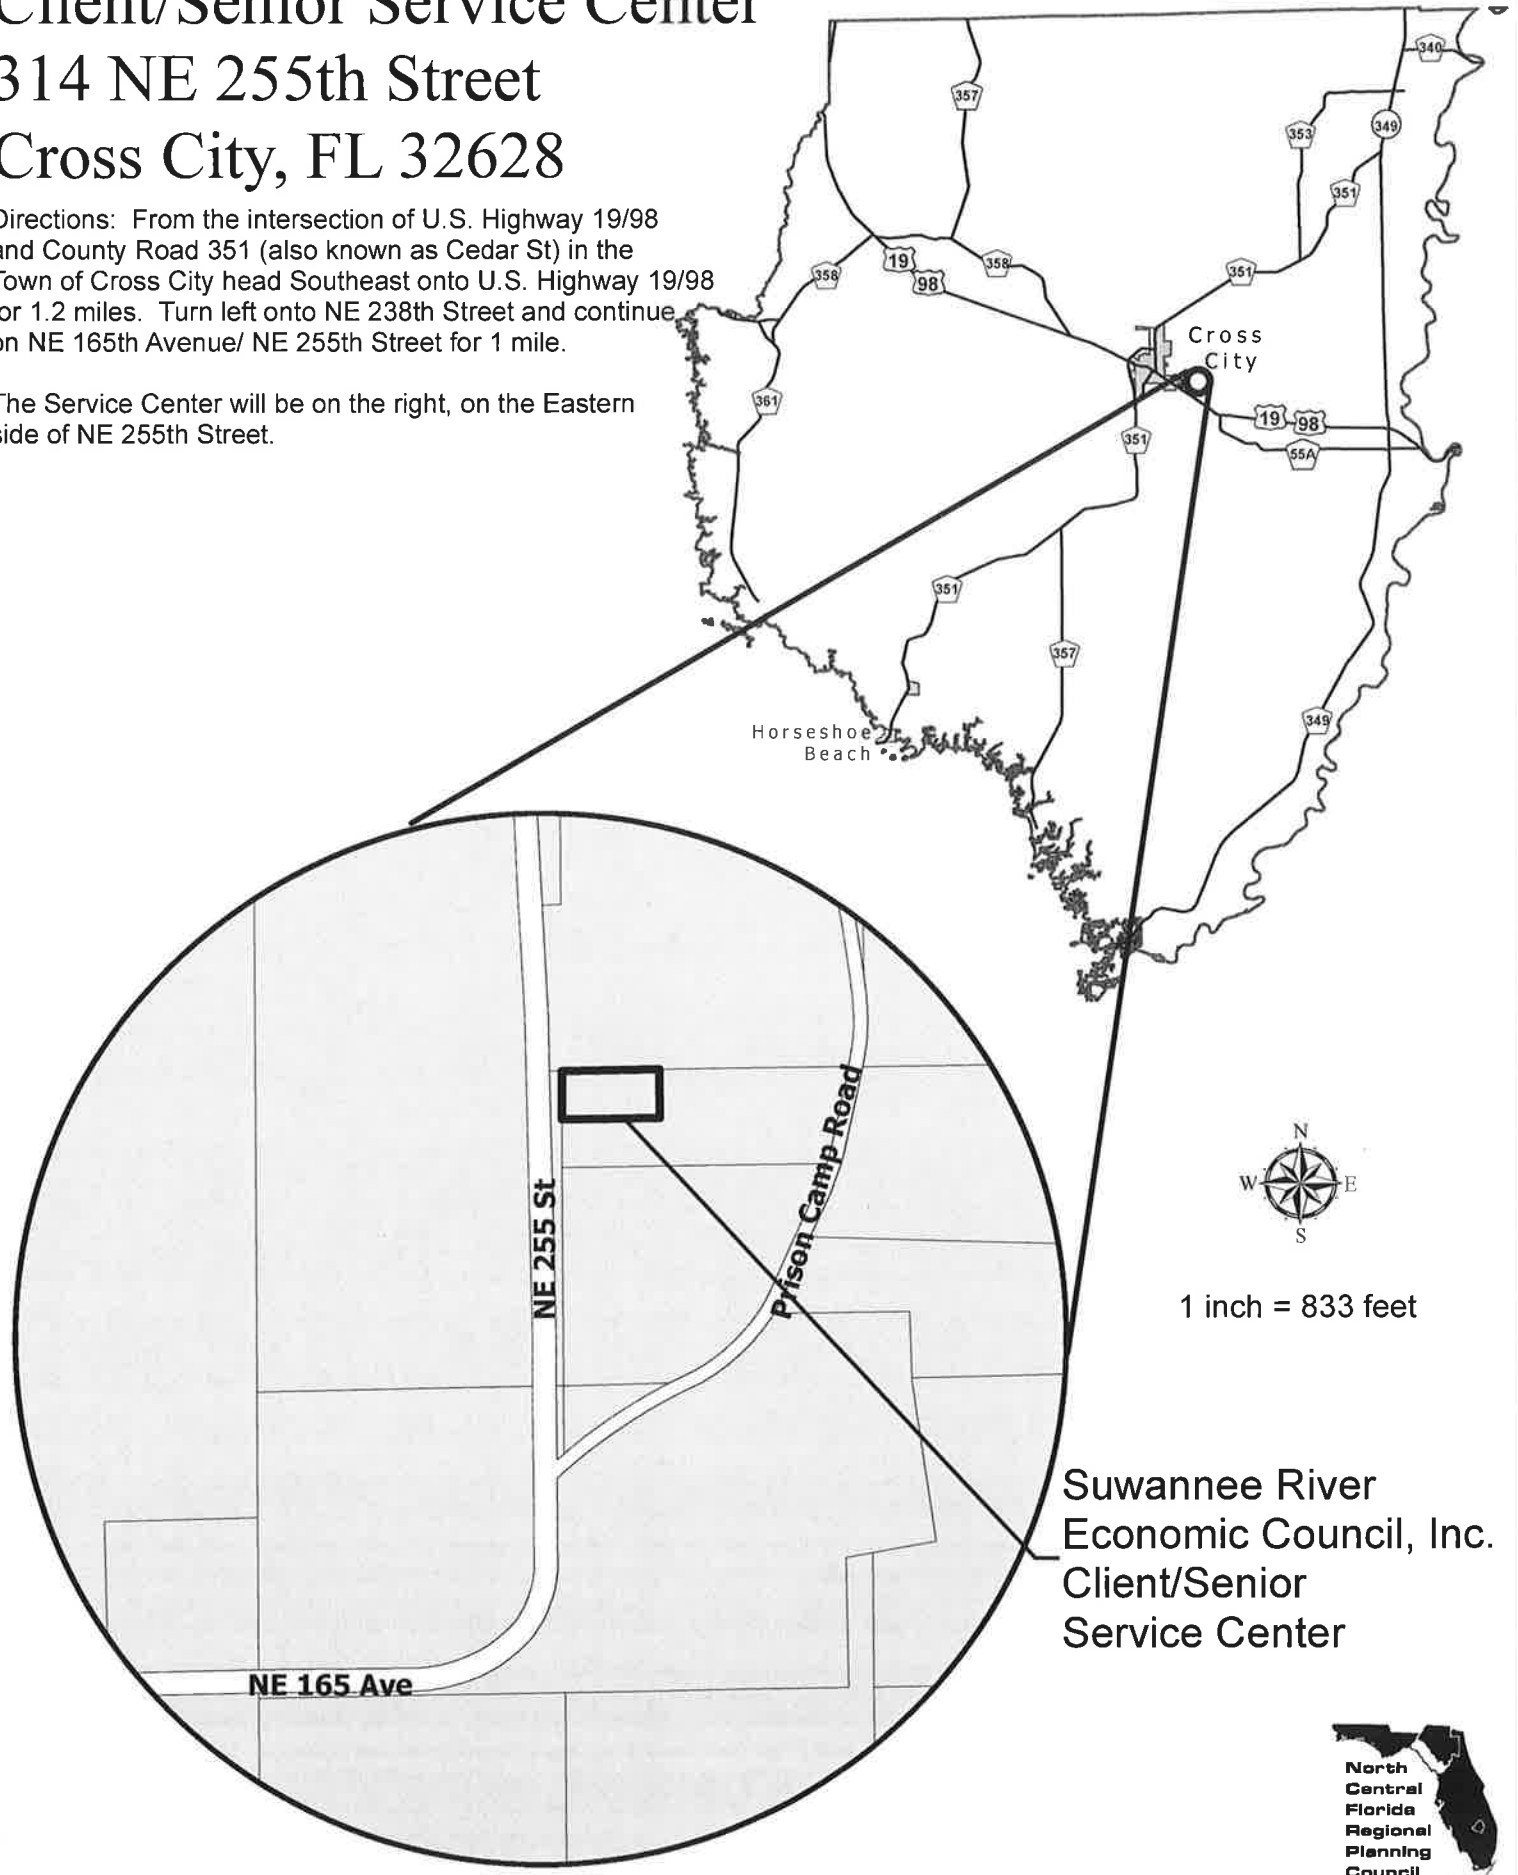 Client/Senior Service Center
314 NE 255th Street
Cross City, FL 32628
Directions: From the intersection of U.S. Highway 19/98
and County Road 351 (also known as Cedar St) in the
Town of Cross City head Southeast onto U.S. Highway 19/98
for 1.2 miles. Turn left onto NE 238th Street and continue
on NE 165th Avenue/ NE 255th Street for 1 mile.
The Service Center will be on the right, on the Eastern
side of NE 255th Street.
340
357
353
349
351
358
19
98
358
351
Cross
City
361
19
98
351
55A
351
357
349
Horseshoe
Beach
NE 255 St
Prison Camp Road
NE 165 Ave
N
W
E
S
1 inch = 833 feet
Suwannee River
Economic Council, Inc.
Client/Senior
Service Center
North
Central
Florida
Regional
Planning
Council